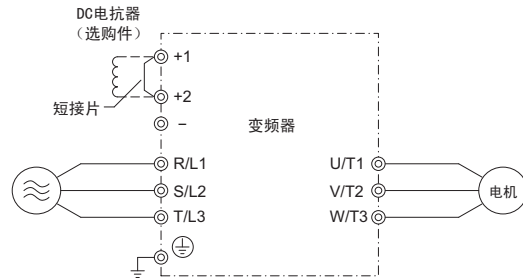 DC电抗器
（选购件）
+1
+2
短接片
−
变频器
R/L1
U/T1
S/L2
V/T2
电机
T/L3
W/T3